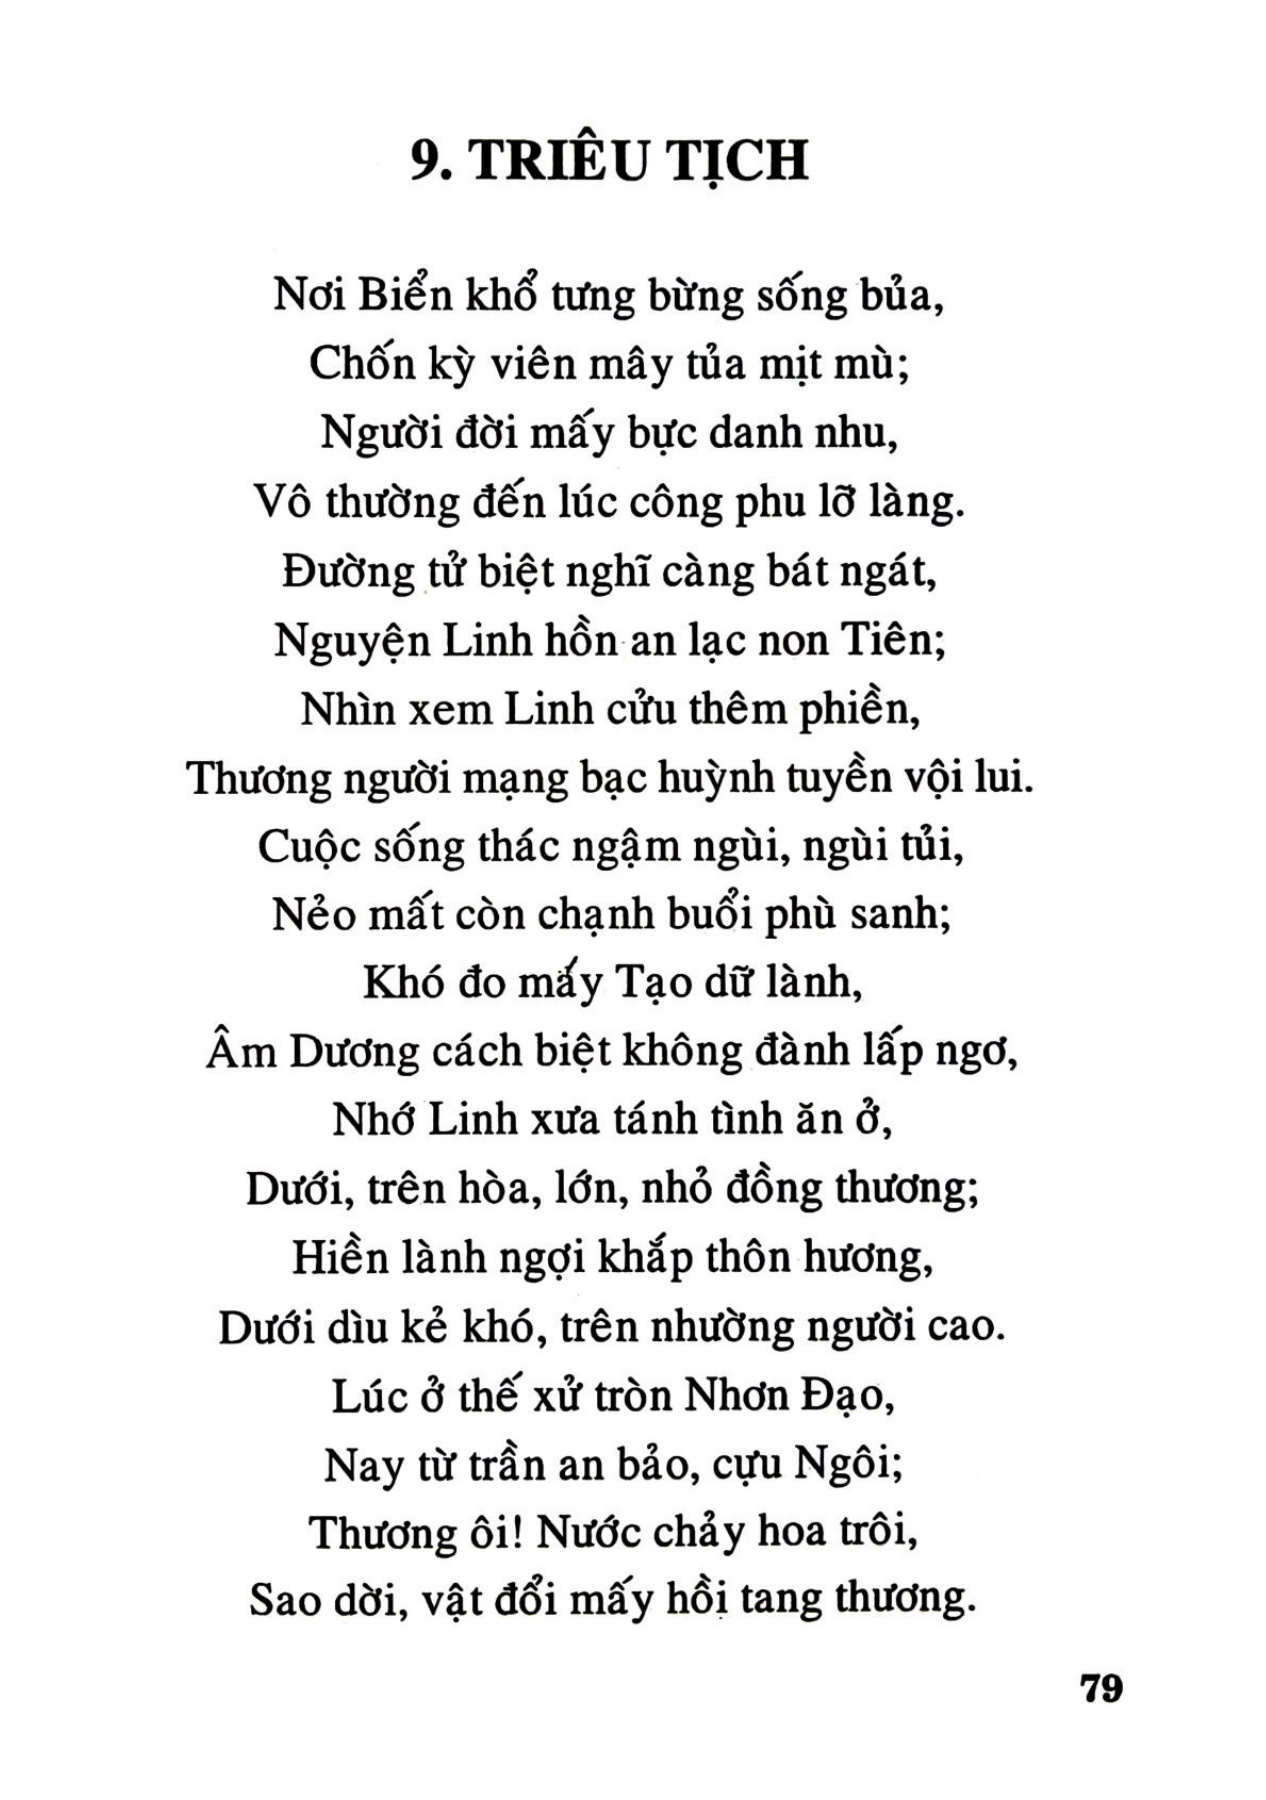 9. TRIÊU TỊCH
Nơi Biển khổ tưng bừng sống bủa,
Chốn kỳ viên mây tủa mịt mù;
Người đời mấy bực danh nhu,
Vô thường đến lúc công phu lỡ làng.
Đường tử biệt nghĩ càng bát ngát,
Nguyện Linh hồn an lạc non Tiên;
Nhìn xem Linh cửu thêm phiền,
Thương người mạng bạc huỳnh tuyền vội lui.
Cuộc sống thác ngậm ngùi, ngùi tủi,
Nẻo mất còn chạnh buổi phù sanh;
Khó đo mấy Tạo dữ lành,
Âm Dương cách biệt không đành lấp ngơ,
Nhớ Linh xưa tánh tình ăn ở,
Dưới, trên hòa, lớn, nhỏ đồng thương;
Hiền lành ngợi khắp thôn hương,
Dưới dìu kẻ khó, trên nhường người cao.
Lúc ở thế xử tròn Nhơn Đạo,
Nay từ trần an bảo, cựu Ngôi;
Thương ôi! Nước chảy hoa trôi,
Sao dời, vật đổi mấy hồi tang thương.
79